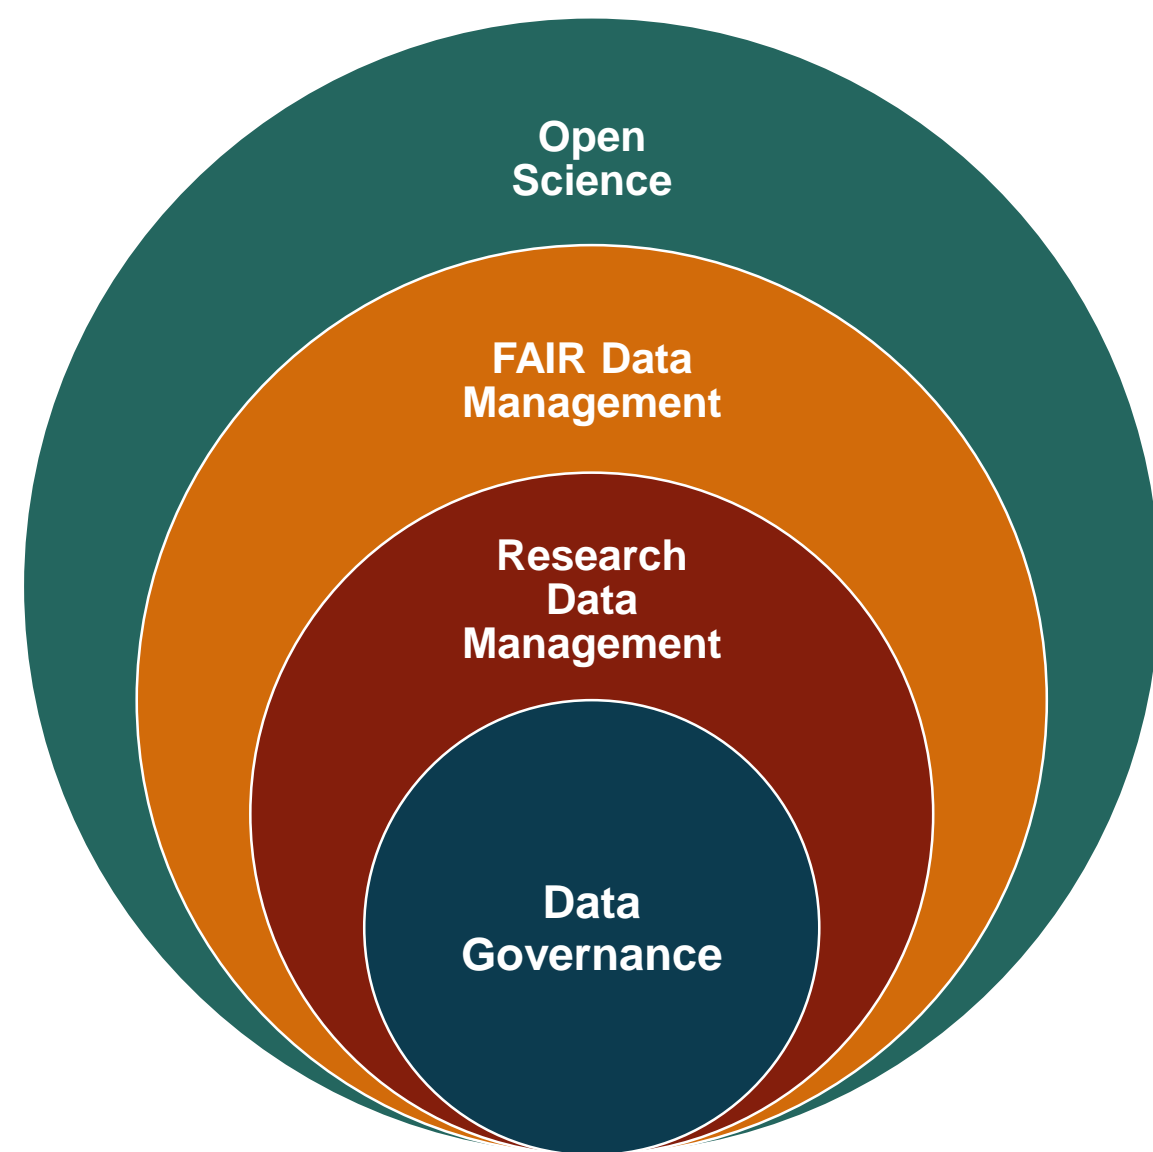 Open
Science
FAIR Data
Management
Research
Data
Management
Data
Governance